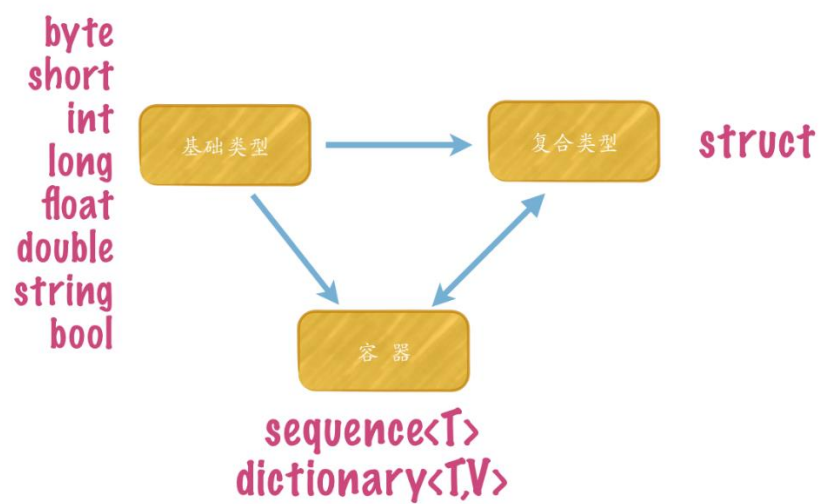 byte
short
int
long
float
double
string
bool
基础类型
复合类型
struct
容 器
sequence<T>
dictionary<T,V>